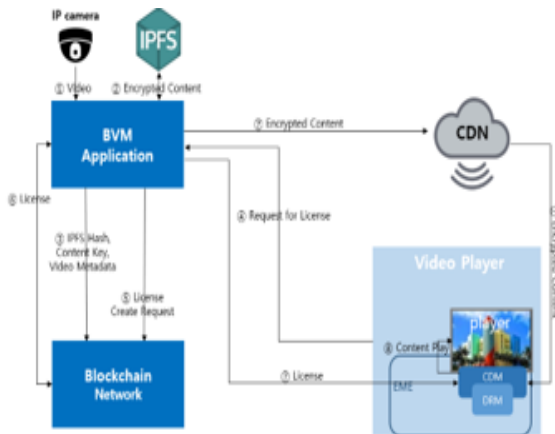 IP camera
IPFS
① Video
② Encrypted Content
BVM
Application
⑦ Encrypted Content
CDN
⑥ License
④ Request for License
③ IPFS Hash,
Content Key,
Video Metadata
⑤ License
Create Request
Video Player
player
⑧ Content Play
CDM
EME
DRM
⑦ License
Blockchain
Network